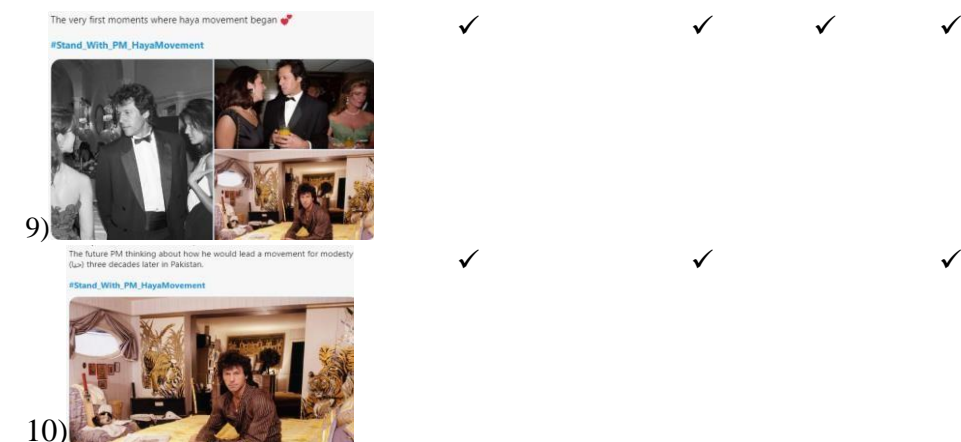 The very first moments where haya movement began 💕
#Stand_With_PM_HayaMovement
✓ ✓ ✓ ✓
9)
The future PM thinking about how he would lead a movement for modesty
(حیا) three decades later in Pakistan.
#Stand_With_PM_HayaMovement
✓ ✓ ✓
10)